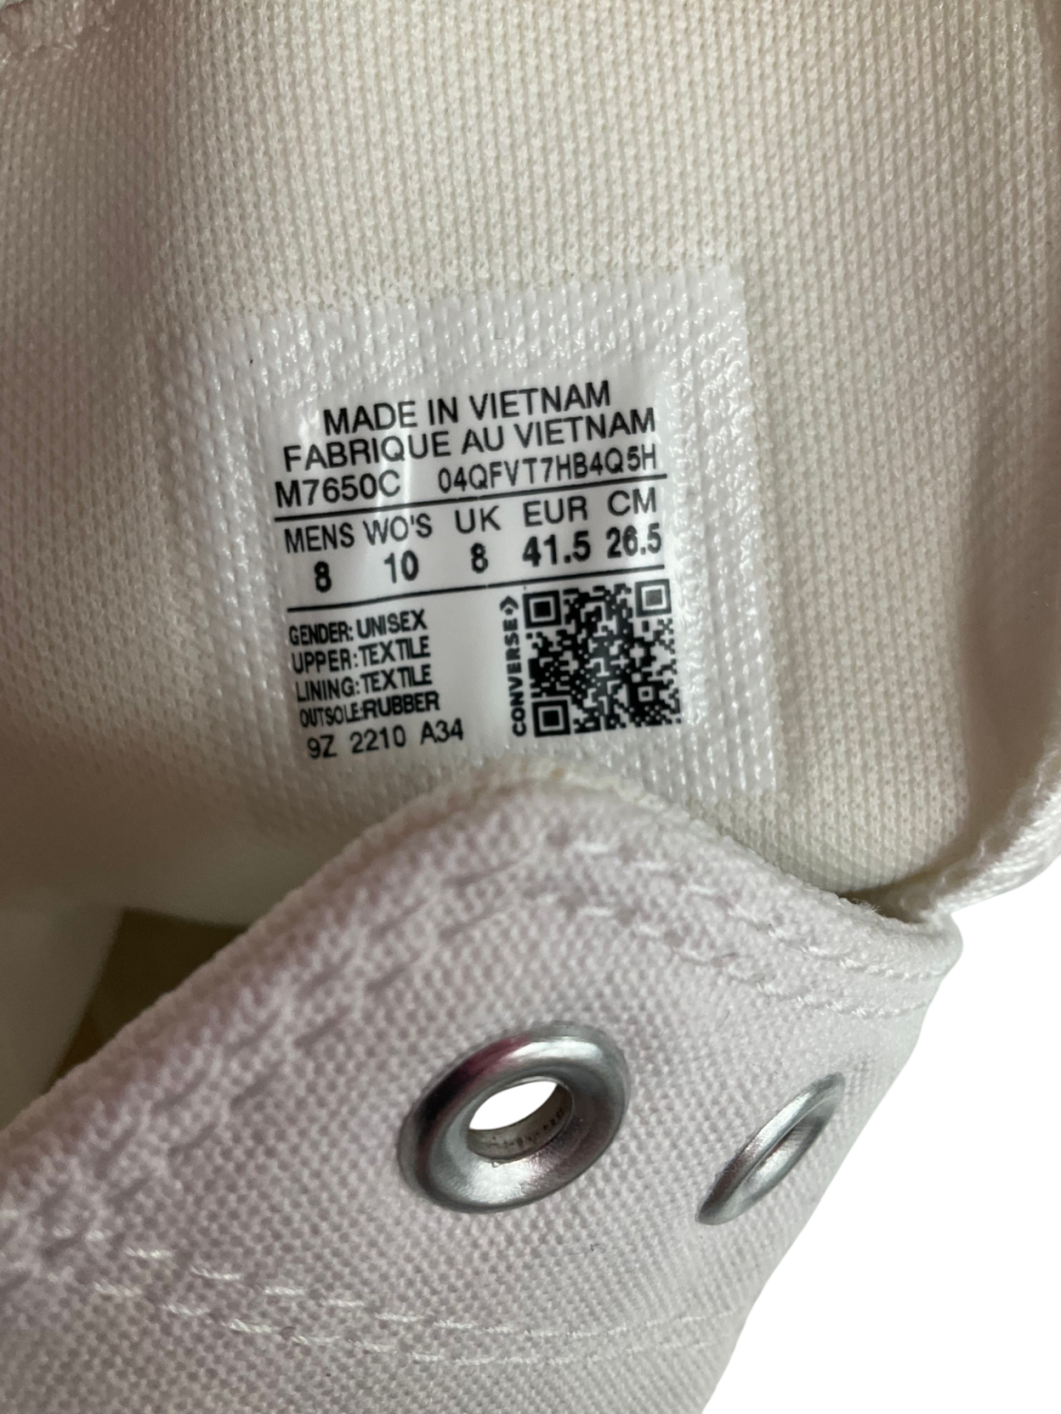 MADE IN VIETNAM
FABRIQUE AU VIETNAM
M7650C 04QFVT7HB4Q5H
MENS WO'S UK EUR CM
8 10 8 41.5 26.5
GENDER: UNISEX
UPPER: TEXTILE
LINING: TEXTILE
OUTSOLE:RUBBER
9Z 2210 A34
CONVERSE